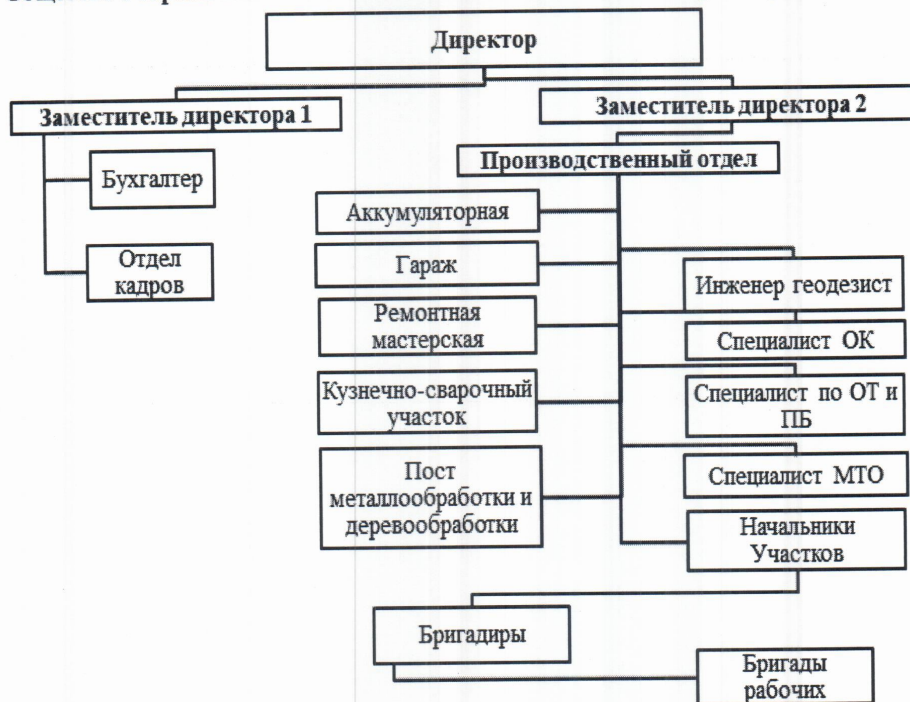 Директор
Заместитель директора 1
Заместитель директора 2
Производственный отдел
Бухгалтер
Отдел
кадров
Аккумуляторная
Гараж
Ремонтная
мастерская
Кузнечно-сварочный
участок
Пост
металлообработки и
деревообработки
Инженер геодезист
Специалист ОК
Специалист по ОТ и
ПБ
Специалист МТО
Начальники
Участков
Бригадиры
Бригады
рабочих